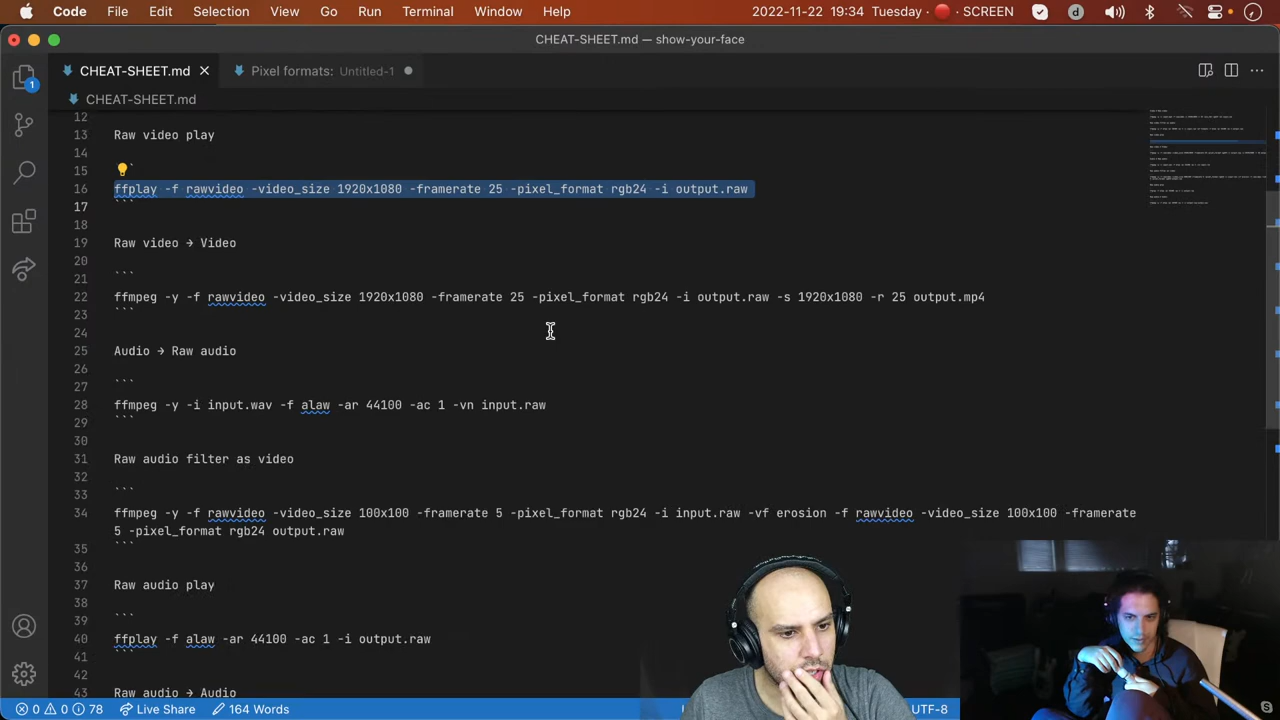 Code File Edit Selection View Go Run Terminal Window Help 2022-11-22 19:34 Tuesday SCREEN
CHEAT-SHEET.md — show-your-face
CHEAT-SHEET.md Pixel formats: Untitled-1
CHEAT-SHEET.md
12
13 Raw video play
14
15 `
16 ffplay -f rawvideo -video_size 1920x1080 -framerate 25 -pixel_format rgb24 -i output.raw
17 ```
18
19 Raw video → Video
20
21 ```
22 ffmpeg -y -f rawvideo -video_size 1920x1080 -framerate 25 -pixel_format rgb24 -i output.raw -s 1920x1080 -r 25 output.mp4
23 ```
24
25 Audio → Raw audio
26
27 ```
28 ffmpeg -y -i input.wav -f alaw -ar 44100 -ac 1 -vn input.raw
29 ```
30
31 Raw audio filter as video
32
33 ```
34 ffmpeg -y -f rawvideo -video_size 100x100 -framerate 5 -pixel_format rgb24 -i input.raw -vf erosion -f rawvideo -video_size 100x100 -framerate
5 -pixel_format rgb24 output.raw
35 ```
36
37 Raw audio play
38
39 ```
40 ffplay -f alaw -ar 44100 -ac 1 -i output.raw
41 ```
42
43 Raw audio → Audio
1
0 0 78 Live Share 164 Words UTF-8